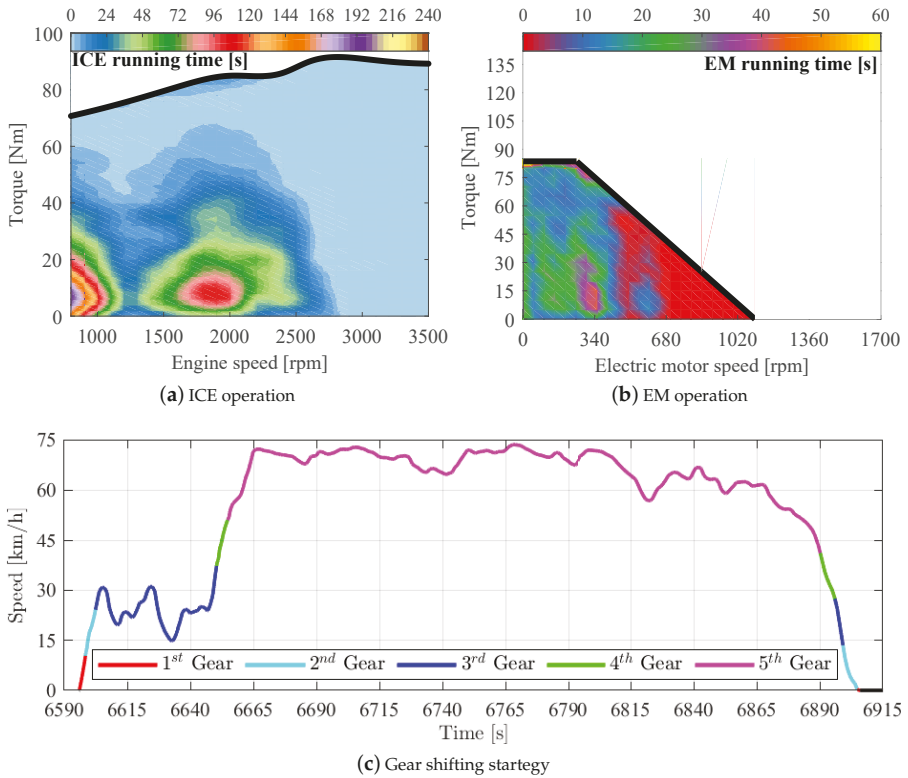 0 24 48 72 96 120 144 168 192 216 240
ICE running time [s]
100
80
60
40
20
0
Torque [Nm]
1000 1500 2000 2500 3000 3500
Engine speed [rpm]
(a) ICE operation
0 10 20 30 40 50 60
EM running time [s]
135
120
105
90
75
60
45
30
15
0
Torque [Nm]
0 340 680 1020 1360 1700
Electric motor speed [rpm]
(b) EM operation
75
60
45
30
15
0
Speed [km/h]
1st Gear 2nd Gear 3rd Gear 4th Gear 5th Gear
6590 6615 6640 6665 6690 6715 6740 6765 6790 6815 6840 6865 6890 6915
Time [s]
(c) Gear shifting startegy